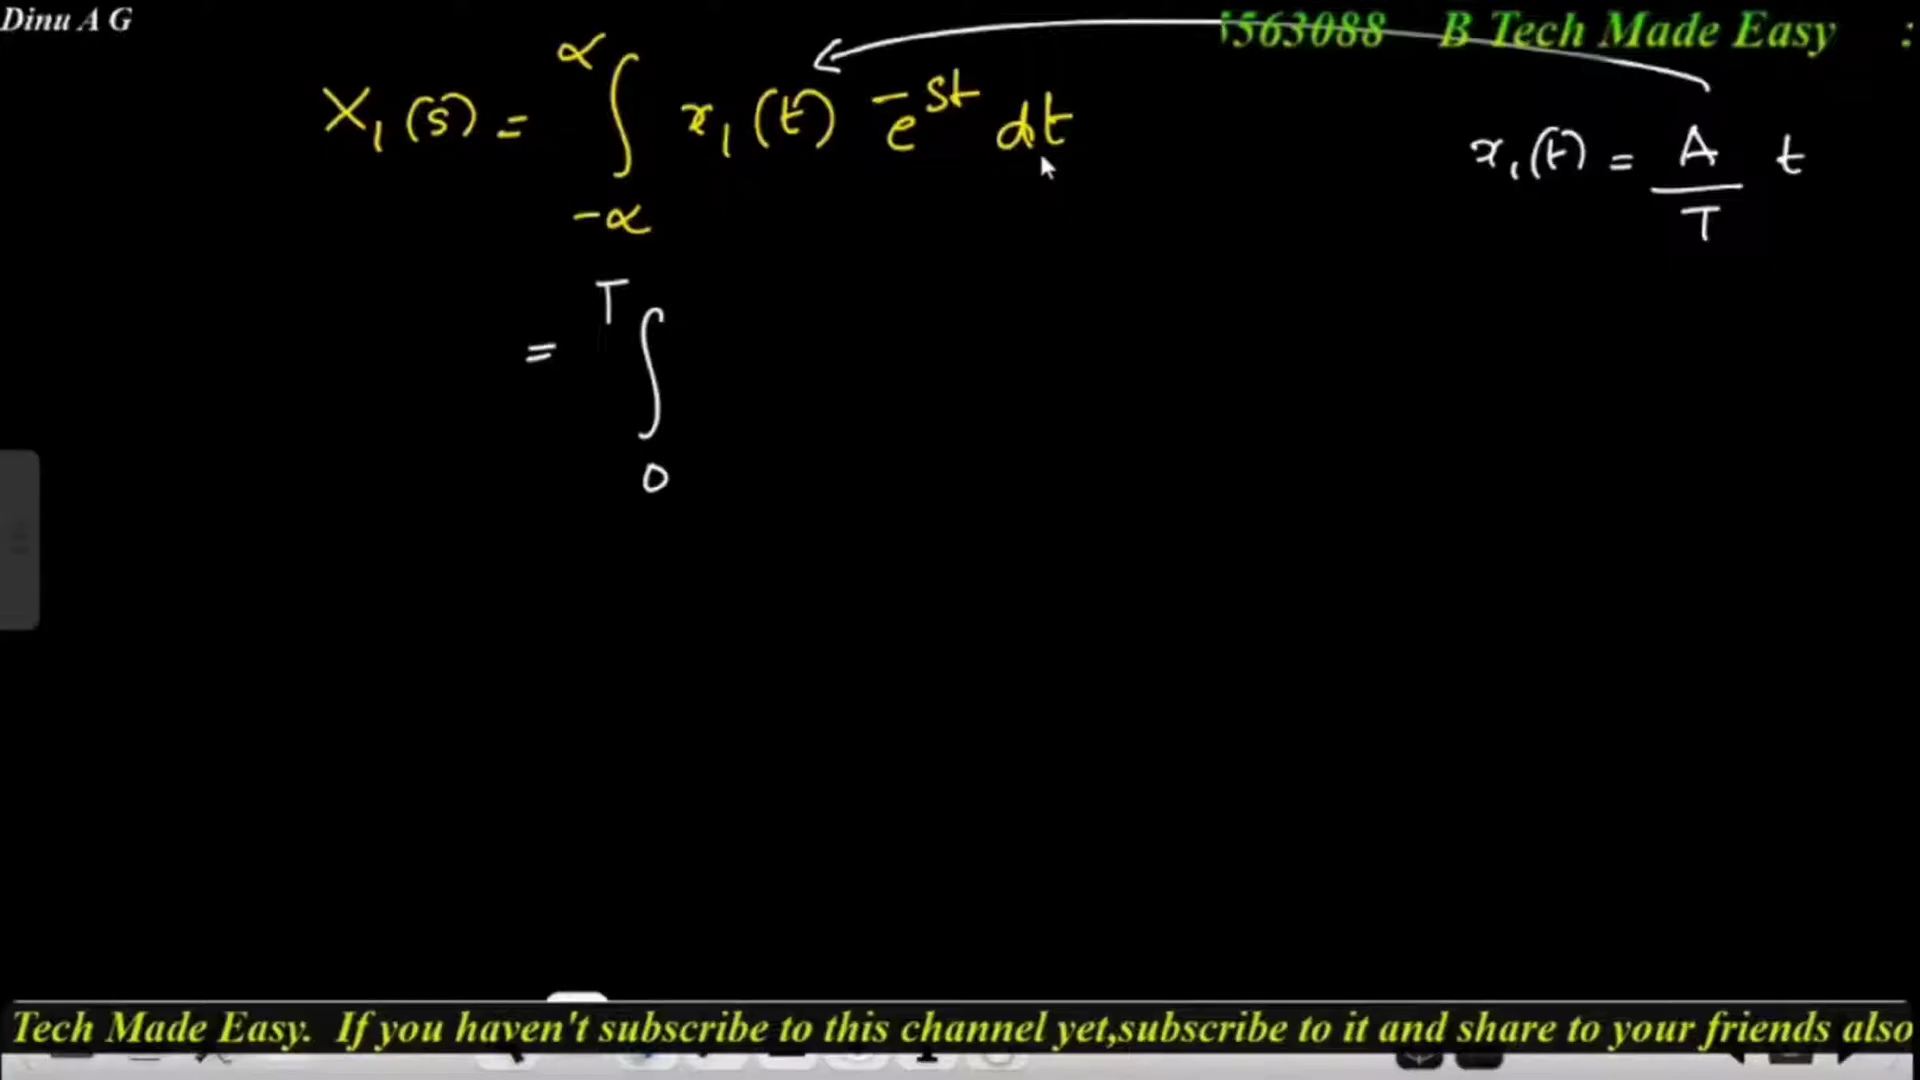 Dinu A G
563088 B Tech Made Easy :
X₁(s) = ∝∫-∝ x₁(t) e^-st dt
x₁(t) = A/T t
= T∫0
Tech Made Easy. If you haven't subscribe to this channel yet,subscribe to it and share to your friends also